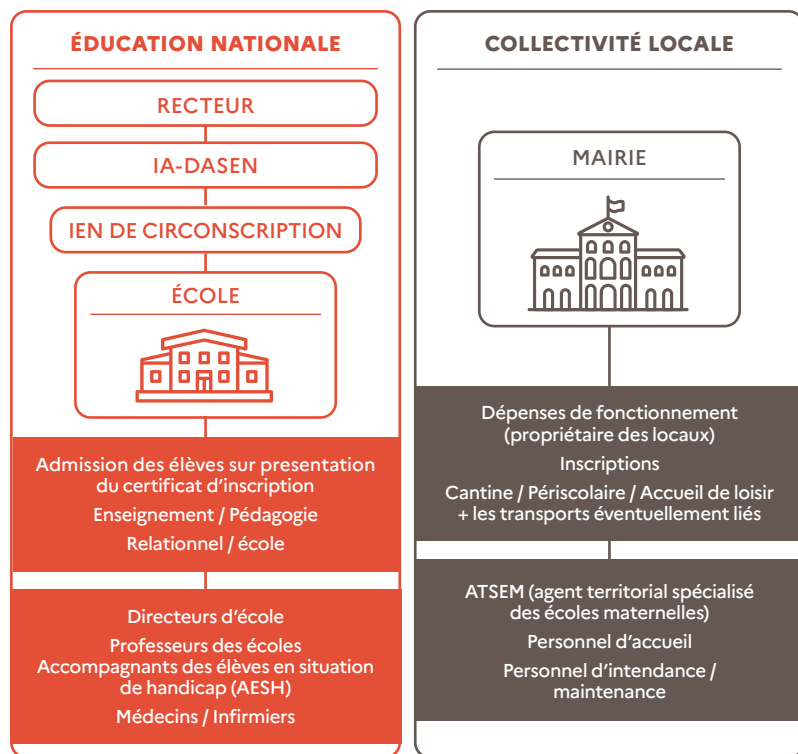 ÉDUCATION NATIONALE
RECTEUR
IA-DASEN
IEN DE CIRCONSCRIPTION
ÉCOLE
Admission des élèves sur presentation
du certificat d'inscription
Enseignement / Pédagogie
Relationnel / école
Directeurs d'école
Professeurs des écoles
Accompagnants des élèves en situation
de handicap (AESH)
Médecins / Infirmiers
COLLECTIVITÉ LOCALE
MAIRIE
Dépenses de fonctionnement
(propriétaire des locaux)
Inscriptions
Cantine / Périscolaire / Accueil de loisir
+ les transports éventuellement liés
ATSEM (agent territorial spécialisé
des écoles maternelles)
Personnel d'accueil
Personnel d'intendance /
maintenance